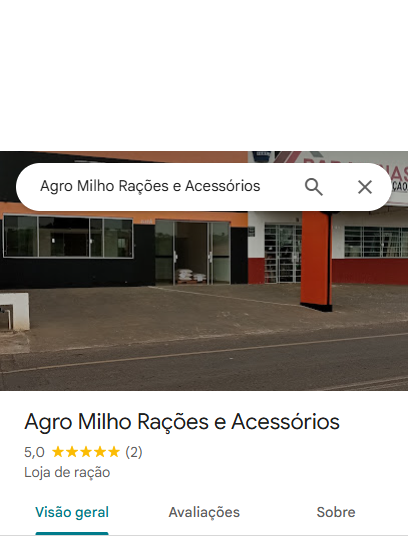 Agro Milho Rações e Acessórios
Agro Milho Rações e Acessórios
5,0 ★★★★★ (2)
Loja de ração
Visão geral
Avaliações
Sobre